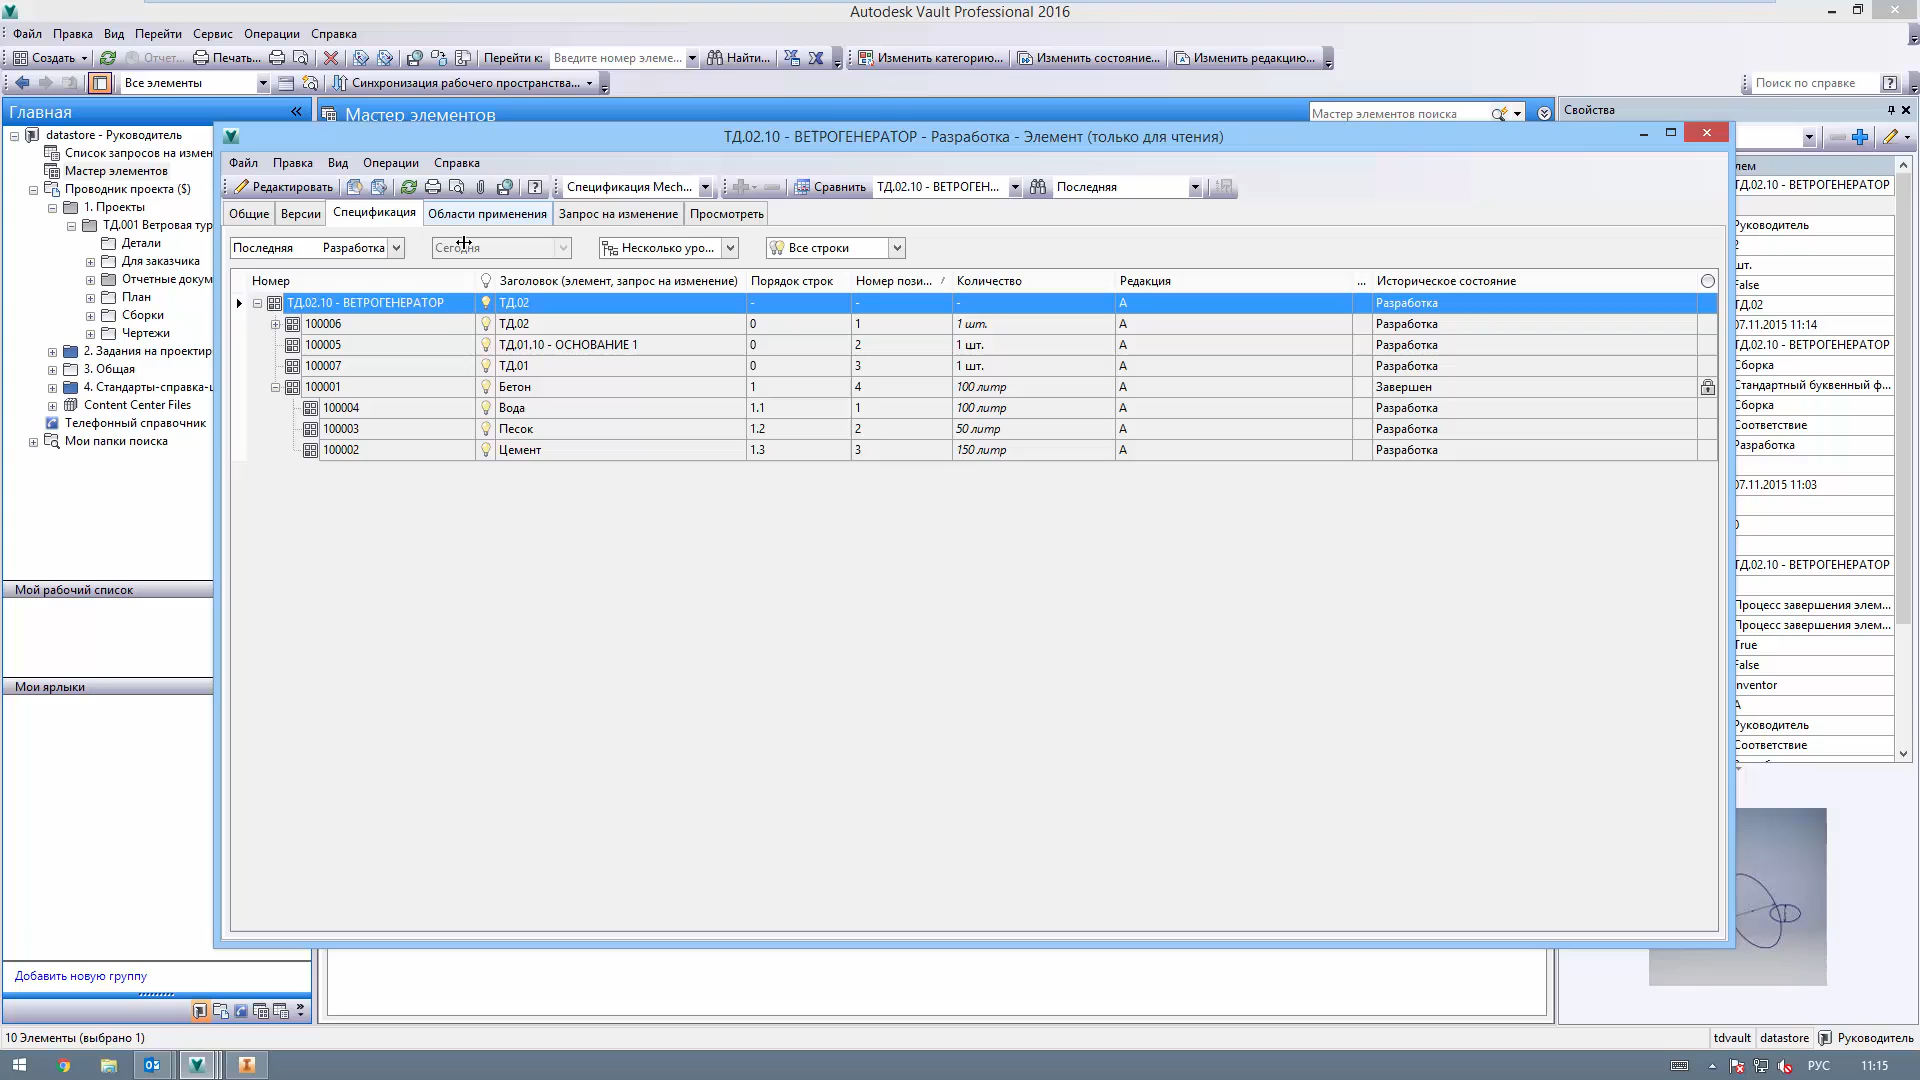 Autodesk Vault Professional 2016
Файл Правка Вид Перейти Сервис Операции Справка
Создать Отчет... Печать... Перейти к: Введите номер элеме... Найти... Изменить категорию... Изменить состояние... Изменить редакцию...
Все элементы Синхронизация рабочего пространства... Поиск по справке
Главная
Мастер элементов
Мастер элементов поиска
Свойства
datastore - Руководитель
Список запросов на измен
Мастер элементов
Проводник проекта ($)
1. Проекты
ТД.001 Ветровая тур
Детали
Для заказчика
Отчетные докум
План
Сборки
Чертежи
2. Задания на проектир
3. Общая
4. Стандарты-справка-ц
Content Center Files
Телефонный справочник
Мои папки поиска
Мой рабочий список
Мои ярлыки
Добавить новую группу
ТД.02.10 - ВЕТРОГЕНЕРАТОР - Разработка - Элемент (только для чтения)
Файл Правка Вид Операции Справка
Редактировать Спецификация Mech... Сравнить ТД.02.10 - ВЕТРОГЕН... Последняя
Общие Версии Спецификация Области применения Запрос на изменение Просмотреть
Последняя Разработка Сегодня Несколько уро... Все строки
Номер Заголовок (элемент, запрос на изменение) Порядок строк Номер пози... Количество Редакция ... Историческое состояние
ТД.02.10 - ВЕТРОГЕНЕРАТОР ТД.02 - - - A Разработка
100006 ТД.02 0 1 1 шт. A Разработка
100005 ТД.01.10 - ОСНОВАНИЕ 1 0 2 1 шт. A Разработка
100007 ТД.01 0 3 1 шт. A Разработка
100001 Бетон 1 4 100 литр A Завершен
100004 Вода 1.1 1 100 литр A Разработка
100003 Песок 1.2 2 50 литр A Разработка
100002 Цемент 1.3 3 150 литр A Разработка
лем
ТД.02.10 - ВЕТРОГЕНЕРАТОР
Руководитель
2
шт.
False
ТД.02
07.11.2015 11:14
ТД.02.10 - ВЕТРОГЕНЕРАТОР
Сборка
Стандартный буквенный ф...
Сборка
Соответствие
Разработка
07.11.2015 11:03
0
ТД.02.10 - ВЕТРОГЕНЕРАТОР
Процесс завершения элем...
Процесс завершения элем...
True
False
Inventor
A
Руководитель
Соответствие
10 Элементы (выбрано 1)
tdvault datastore Руководитель
РУС 11:15